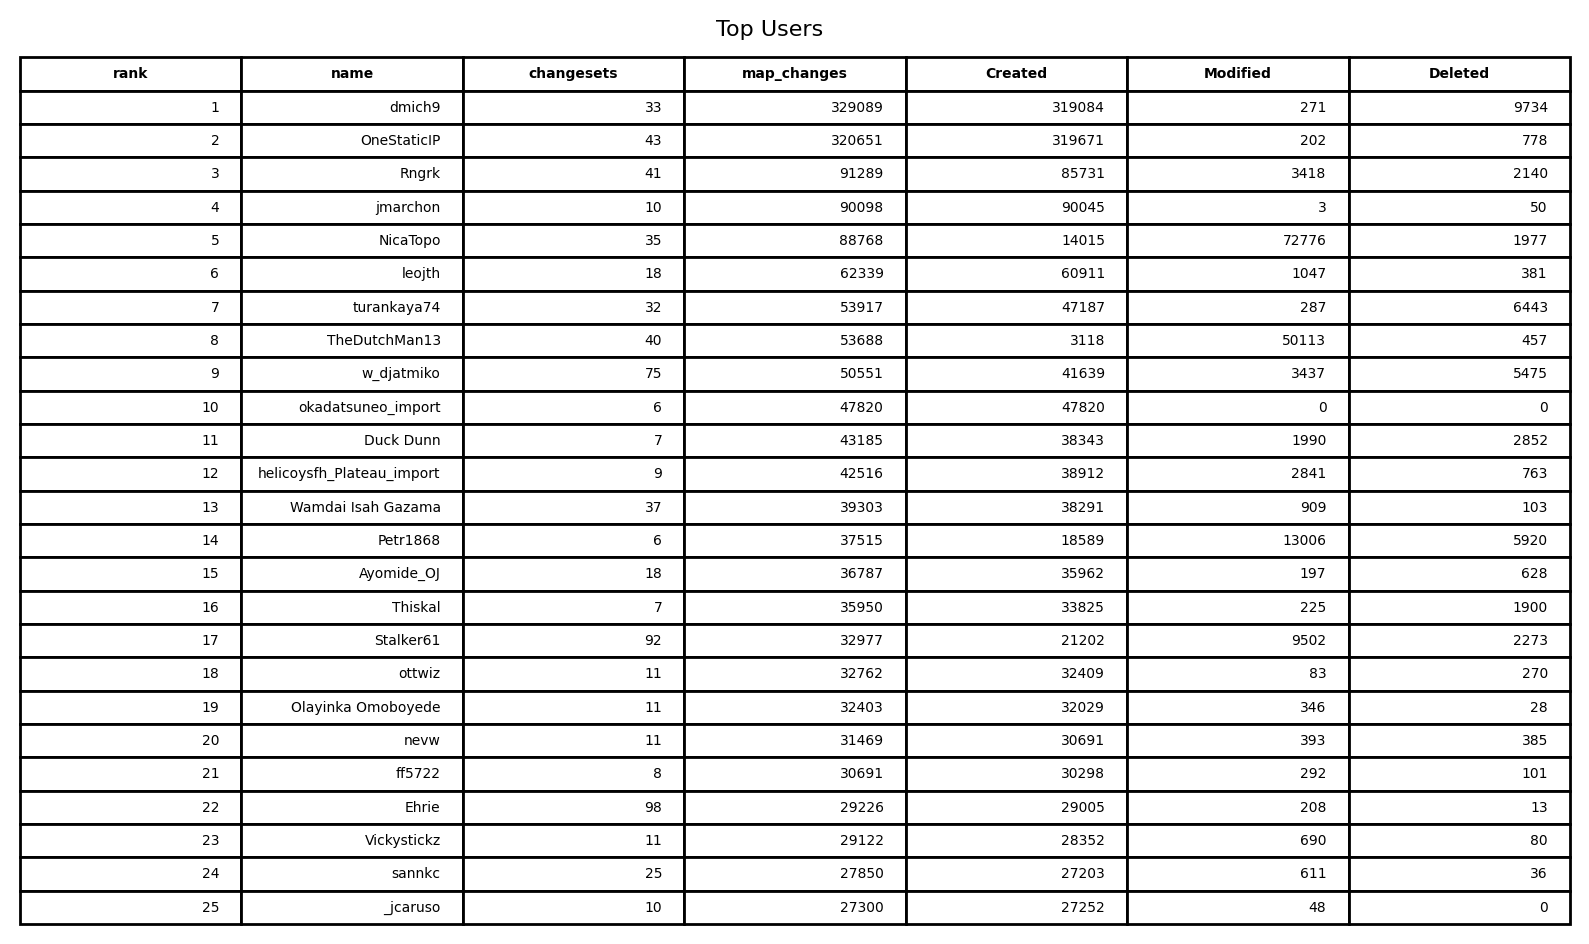 Top Users
rank name changesets map_changes Created Modified Deleted
1 dmich9 33 329089 319084 271 9734
2 OneStaticIP 43 320651 319671 202 778
3 Rngrk 41 91289 85731 3418 2140
4 jmarchon 10 90098 90045 3 50
5 NicaTopo 35 88768 14015 72776 1977
6 leojth 18 62339 60911 1047 381
7 turankaya74 32 53917 47187 287 6443
8 TheDutchMan13 40 53688 3118 50113 457
9 w_djatmiko 75 50551 41639 3437 5475
10 okadatsuneo_import 6 47820 47820 0 0
11 Duck Dunn 7 43185 38343 1990 2852
12 helicoysfh_Plateau_import 9 42516 38912 2841 763
13 Wamdai Isah Gazama 37 39303 38291 909 103
14 Petr1868 6 37515 18589 13006 5920
15 Ayomide_OJ 18 36787 35962 197 628
16 Thiskal 7 35950 33825 225 1900
17 Stalker61 92 32977 21202 9502 2273
18 ottwiz 11 32762 32409 83 270
19 Olayinka Omoboyede 11 32403 32029 346 28
20 nevw 11 31469 30691 393 385
21 ff5722 8 30691 30298 292 101
22 Ehrie 98 29226 29005 208 13
23 Vickystickz 11 29122 28352 690 80
24 sannkc 25 27850 27203 611 36
25 _jcaruso 10 27300 27252 48 0